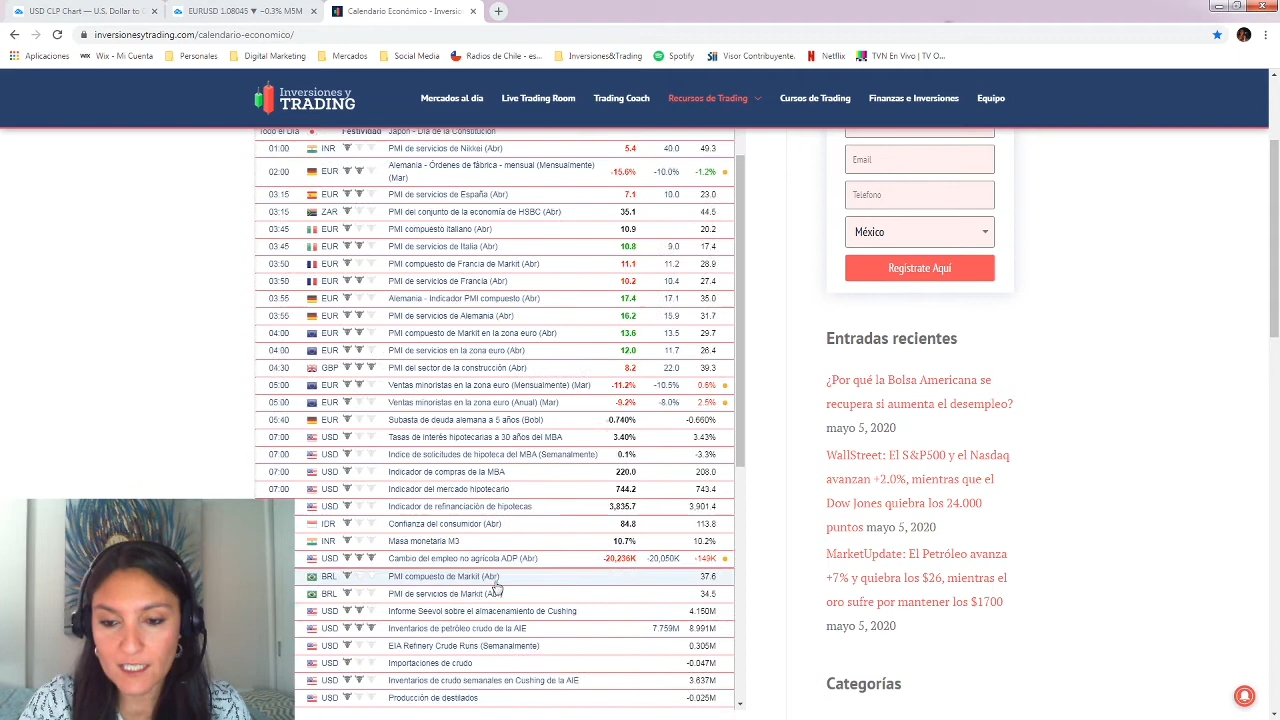 USD CLP Chart — U.S. Dollar to
EURUSD 1.08045 ▼ −0.3% M5M
Calendario Económico - Inversio
inversionesytrading.com/calendario-economico/
Aplicaciones Wix - Mi Cuenta Personales Digital Marketing Mercados Social Media Radios de Chile - es... Inversiones&Trading Spotify Visor Contribuyente. Netflix TVN En Vivo | TV O...
Inversiones y
TRADING
Mercados al día Live Trading Room Trading Coach Recursos de Trading Cursos de Trading Finanzas e Inversiones Equipo
Todo el Día Festividad Japón - Día de la Constitución
01:00 INR PMI de servicios de Nikkei (Abr) 5.4 40.0 49.3
02:00 EUR Alemania - Órdenes de fábrica - mensual (Mensualmente)
(Mar) -15.6% -10.0% -1.2%
03:15 EUR PMI de servicios de España (Abr) 7.1 10.0 23.0
03:15 ZAR PMI del conjunto de la economía de HSBC (Abr) 35.1 44.5
03:45 EUR PMI compuesto italiano (Abr) 10.9 20.2
03:45 EUR PMI de servicios de Italia (Abr) 10.8 9.0 17.4
03:50 EUR PMI compuesto de Francia de Markit (Abr) 11.1 11.2 28.9
03:50 EUR PMI de servicios de Francia (Abr) 10.2 10.4 27.4
03:55 EUR Alemania - Indicador PMI compuesto (Abr) 17.4 17.1 35.0
03:55 EUR PMI de servicios de Alemania (Abr) 16.2 15.9 31.7
04:00 EUR PMI compuesto de Markit en la zona euro (Abr) 13.6 13.5 29.7
04:00 EUR PMI de servicios en la zona euro (Abr) 12.0 11.7 26.4
04:30 GBP PMI del sector de la construcción (Abr) 8.2 22.0 39.3
05:00 EUR Ventas minoristas en la zona euro (Mensualmente) (Mar) -11.2% -10.5% 0.6%
05:00 EUR Ventas minoristas en la zona euro (Anual) (Mar) -9.2% -8.0% 2.5%
05:40 EUR Subasta de deuda alemana a 5 años (Bobl) -0.740% -0.660%
07:00 USD Tasas de interés hipotecarias a 30 años del MBA 3.40% 3.43%
07:00 USD Índice de solicitudes de hipoteca del MBA (Semanalmente) 0.1% -3.3%
07:00 USD Indicador de compras de la MBA 220.0 208.0
07:00 USD Indicador del mercado hipotecario 744.2 743.4
USD Indicador de refinanciación de hipotecas 3,835.7 3,901.4
IDR Confianza del consumidor (Abr) 84.8 113.8
INR Masa monetaria M3 10.7% 10.2%
USD Cambio del empleo no agrícola ADP (Abr) -20,236K -20,050K -149K
BRL PMI compuesto de Markit (Abr) 37.6
BRL PMI de servicios de Markit (Abr) 34.5
USD Informe Seevol sobre el almacenamiento de Cushing 4.150M
USD Inventarios de petróleo crudo de la AIE 7.759M 8.991M
USD EIA Refinery Crude Runs (Semanalmente) 0.305M
USD Importaciones de crudo -0.047M
USD Inventarios de crudo semanales en Cushing de la AIE 3.637M
USD Producción de destilados -0.025M
Email
Telefono
México
Regístrate Aquí
Entradas recientes
¿Por qué la Bolsa Americana se
recupera si aumenta el desempleo?
mayo 5, 2020
WallStreet: El S&P500 y el Nasdaq
avanzan +2.0%, mientras que el
Dow Jones quiebra los 24.000
puntos mayo 5, 2020
MarketUpdate: El Petróleo avanza
+7% y quiebra los $26, mientras el
oro sufre por mantener los $1700
mayo 5, 2020
Categorías